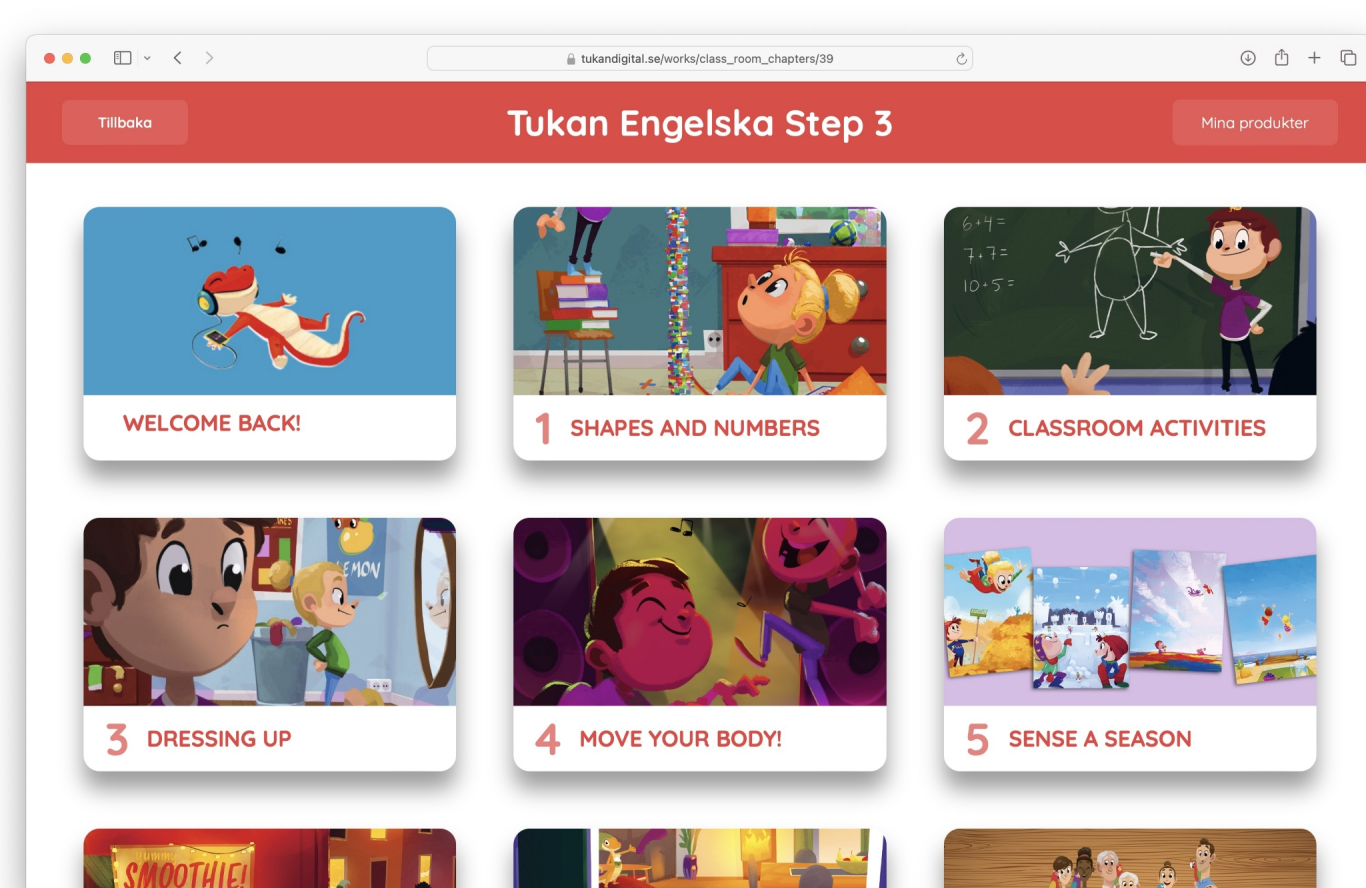 tukandigital.se/works/class_room_chapters/39
Tillbaka
Tukan Engelska Step 3
Mina produkter
6+4=
7+7=
10+5=
WELCOME BACK!
1 SHAPES AND NUMBERS
2 CLASSROOM ACTIVITIES
EMON
3 DRESSING UP
4 MOVE YOUR BODY!
5 SENSE A SEASON
SMOOTHIE!